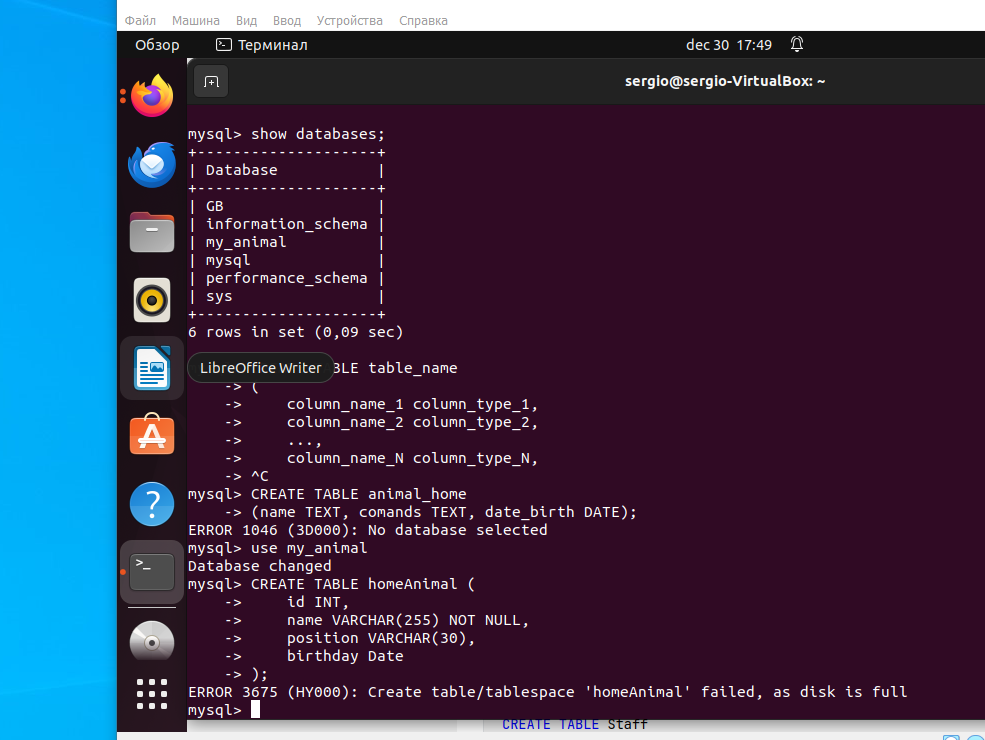 Файл Машина Вид Ввод Устройства Справка
Обзор Терминал dec 30 17:49
sergio@sergio-VirtualBox: ~
mysql> show databases;
+--------------------+
| Database           |
+--------------------+
| GB                 |
| information_schema |
| my_animal          |
| mysql              |
| performance_schema |
| sys                |
+--------------------+
6 rows in set (0,09 sec)
LibreOffice Writer
BLE table_name
    -> (
    ->     column_name_1 column_type_1,
    ->     column_name_2 column_type_2,
    ->     ...,
    ->     column_name_N column_type_N,
    -> ^C
mysql> CREATE TABLE animal_home
    -> (name TEXT, comands TEXT, date_birth DATE);
ERROR 1046 (3D000): No database selected
mysql> use my_animal
Database changed
mysql> CREATE TABLE homeAnimal (
    ->     id INT,
    ->     name VARCHAR(255) NOT NULL,
    ->     position VARCHAR(30),
    ->     birthday Date
    -> );
ERROR 3675 (HY000): Create table/tablespace 'homeAnimal' failed, as disk is full
mysql>
CREATE TABLE Staff